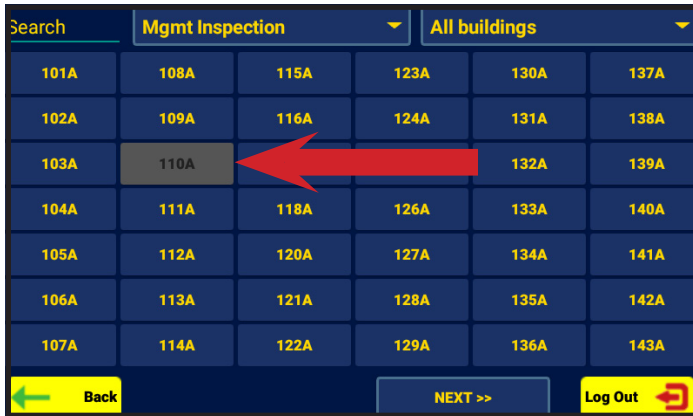 Search Mgmt Inspection All buildings
101A 108A 115A 123A 130A 137A
102A 109A 116A 124A 131A 138A
103A 110A 132A 139A
104A 111A 118A 126A 133A 140A
105A 112A 120A 127A 134A 141A
106A 113A 121A 128A 135A 142A
107A 114A 122A 129A 136A 143A
Back NEXT >> Log Out